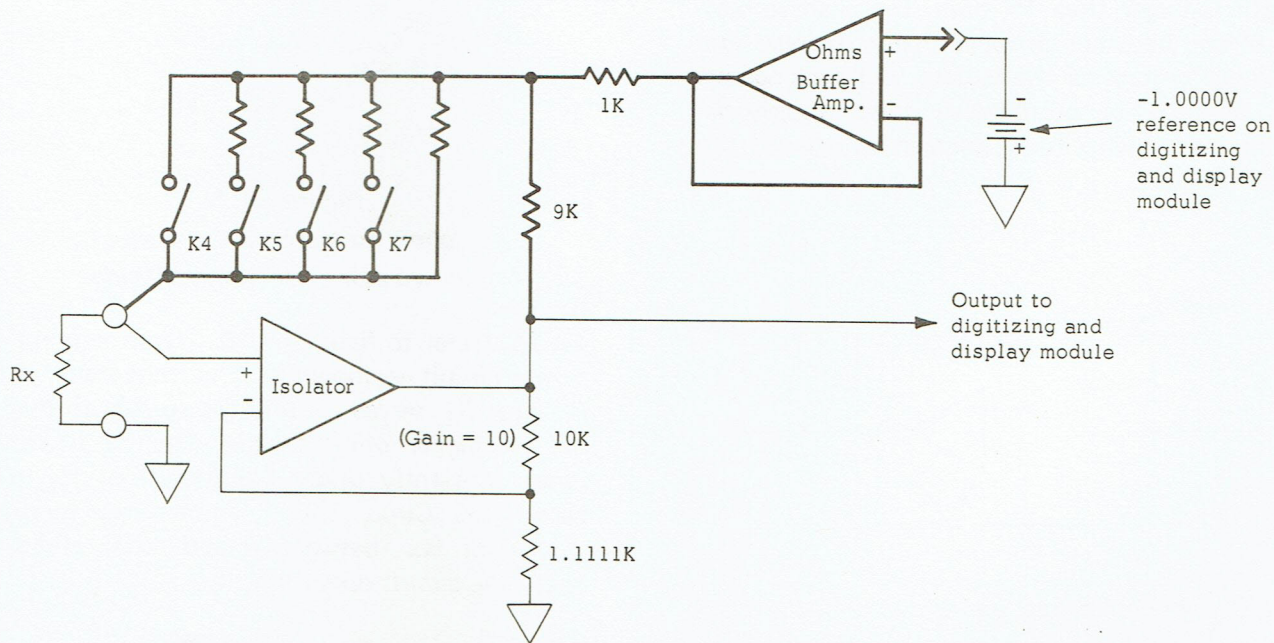 Ohms
Buffer
Amp.
+
-
1K
-
+
-1.0000V
reference on
digitizing
and display
module
K4
K5
K6
K7
9K
Output to
digitizing and
display module
Rx
+
-
Isolator
(Gain = 10)
10K
1.1111K